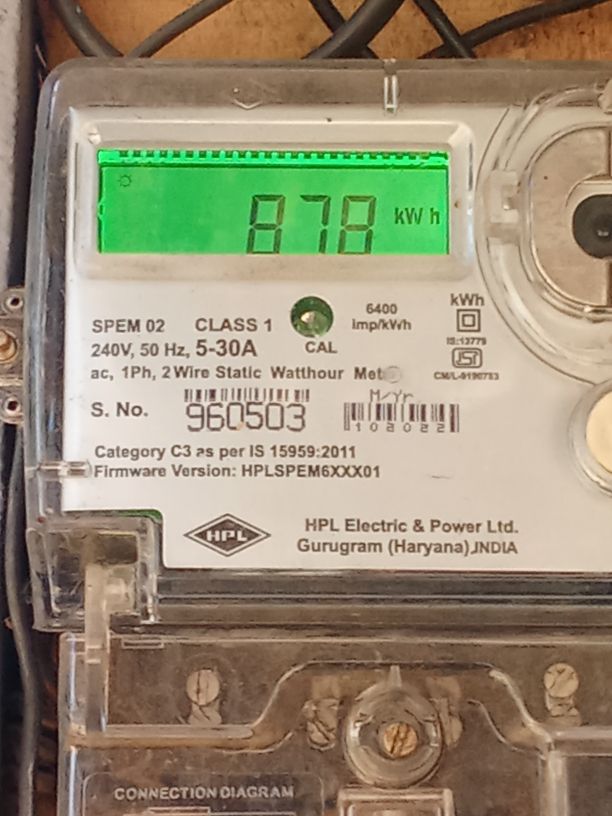 878 kWh
SPEM 02 CLASS 1
6400
imp/kWh
kWh
240V, 50 Hz, 5-30A
CAL
IS:13779
ISI
CM/L-9190753
ac, 1Ph, 2 Wire Static Watthour Meter
M/Yr
S. No. 960503
102022
Category C3 as per IS 15959:2011
Firmware Version: HPLSPEM6XXX01
HPL
HPL Electric & Power Ltd.
Gurugram (Haryana),INDIA
CONNECTION DIAGRAM